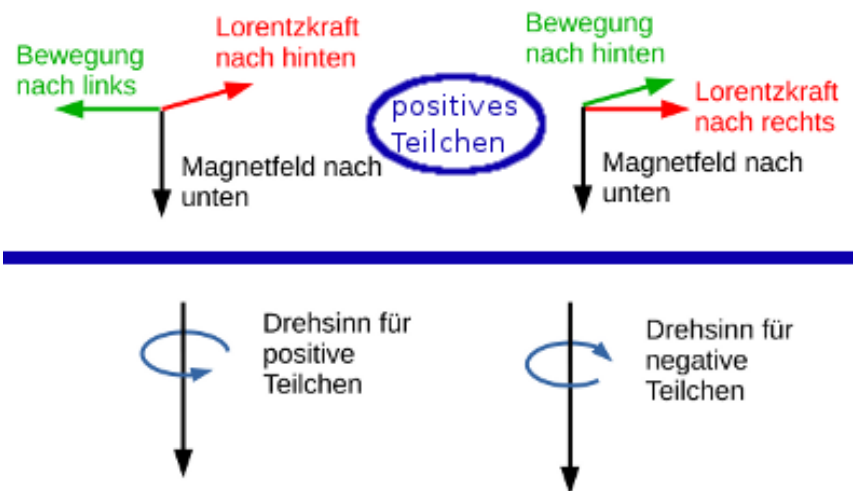 Bewegung
nach links
Lorentzkraft
nach hinten
Magnetfeld nach
unten
positives
Teilchen
Bewegung
nach hinten
Lorentzkraft
nach rechts
Magnetfeld nach
unten
Drehsinn für
positive
Teilchen
Drehsinn für
negative
Teilchen